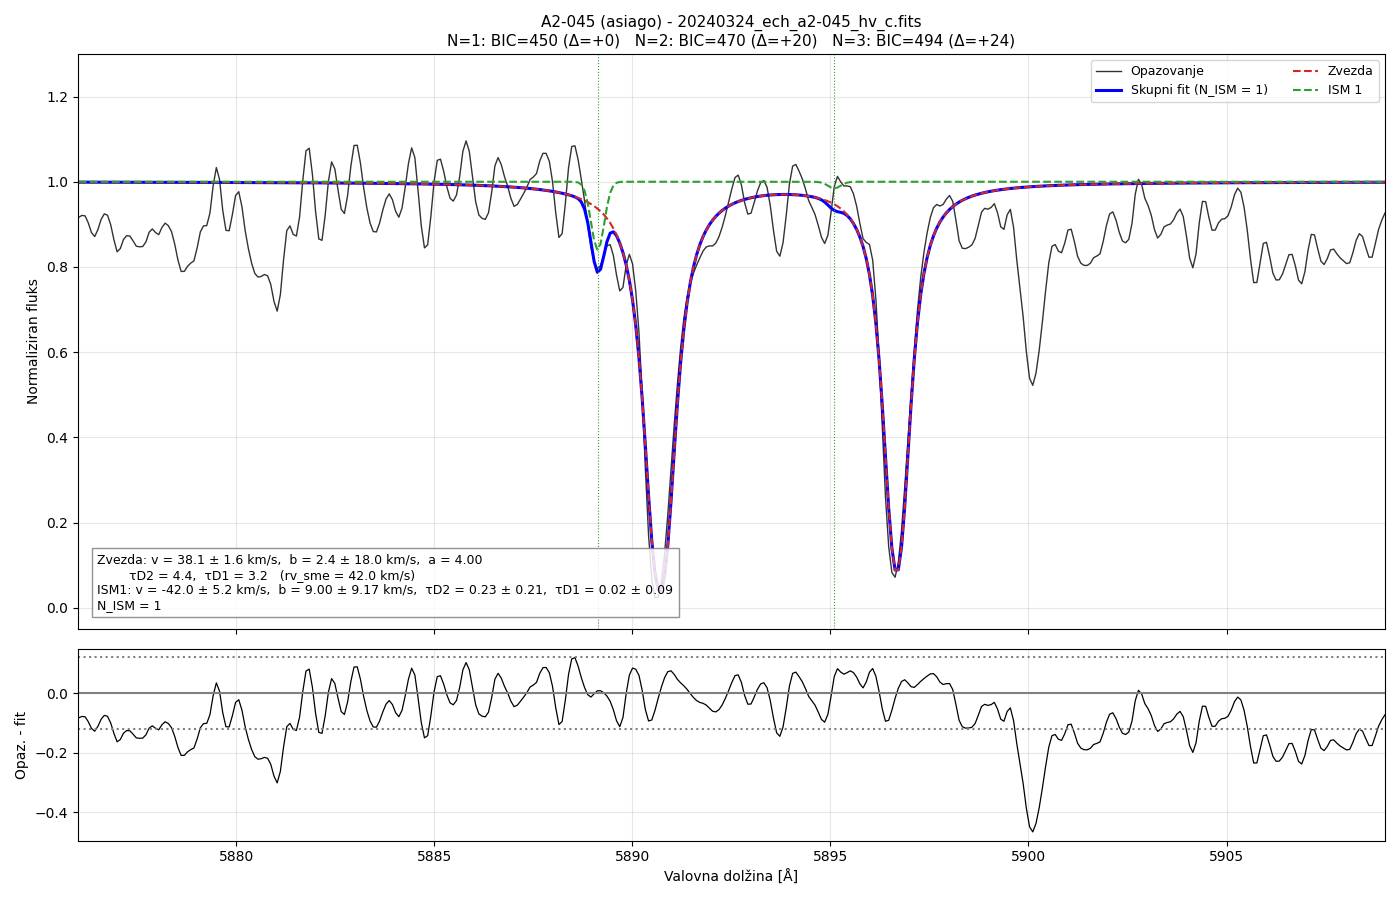 A2-045 (asiago) - 20240324_ech_a2-045_hv_c.fits
N=1: BIC=450 (Δ=+0)   N=2: BIC=470 (Δ=+20)   N=3: BIC=494 (Δ=+24)
Opazovanje
Skupni fit (N_ISM = 1)
Zvezda
ISM 1
Normaliziran fluks
1.2
1.0
0.8
0.6
0.4
0.2
0.0
Zvezda: v = 38.1 ± 1.6 km/s,  b = 2.4 ± 18.0 km/s,  a = 4.00
τD2 = 4.4,  τD1 = 3.2   (rv_sme = 42.0 km/s)
ISM1: v = -42.0 ± 5.2 km/s,  b = 9.00 ± 9.17 km/s,  τD2 = 0.23 ± 0.21,  τD1 = 0.02 ± 0.09
N_ISM = 1
Opaz. - fit
0.0
−0.2
−0.4
5880
5885
5890
5895
5900
5905
Valovna dolžina [Å]